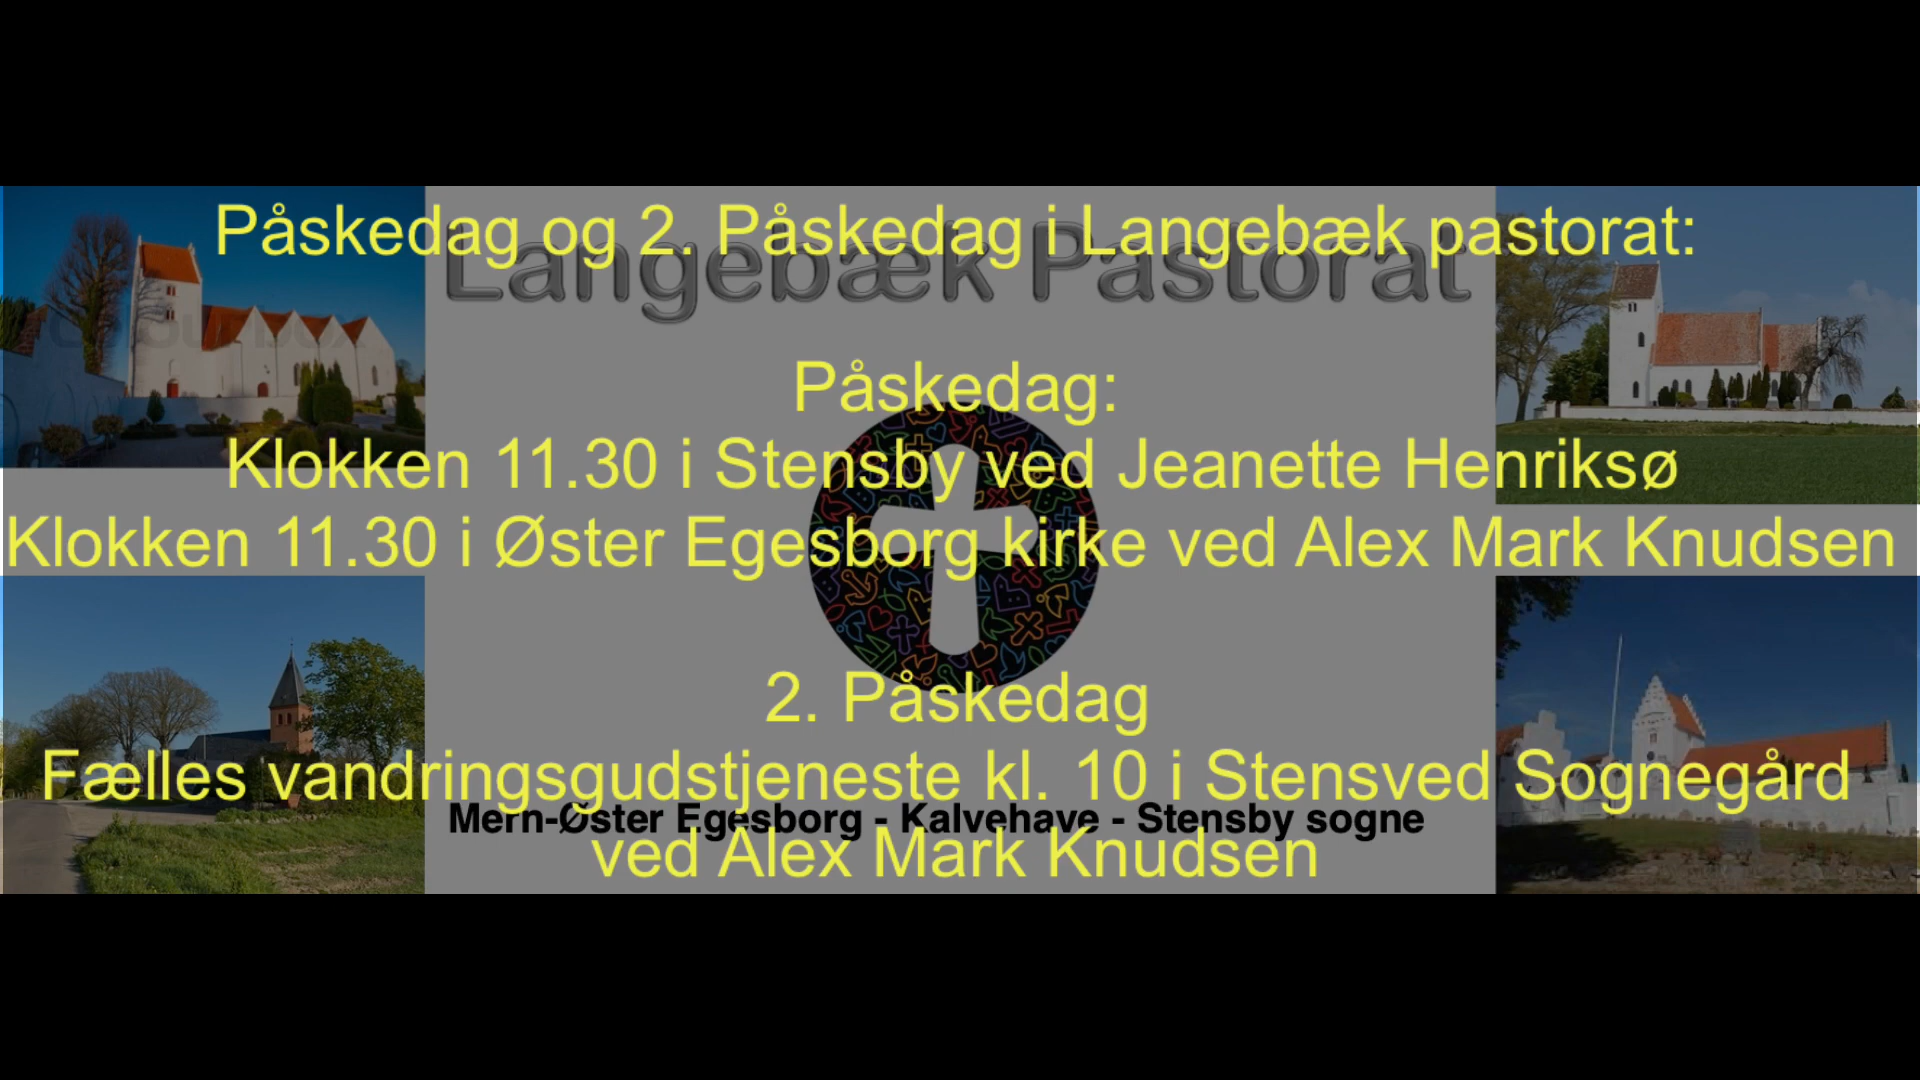 Påskedag og 2. Påskedag i Langebæk pastorat:
Langebæk Pastorat
Påskedag:
Klokken 11.30 i Stensby ved Jeanette Henriksø
Klokken 11.30 i Øster Egesborg kirke ved Alex Mark Knudsen
2. Påskedag
Fælles vandringsgudstjeneste kl. 10 i Stensved Sognegård
Mern-Øster Egesborg - Kalvehave - Stensby sogne
ved Alex Mark Knudsen